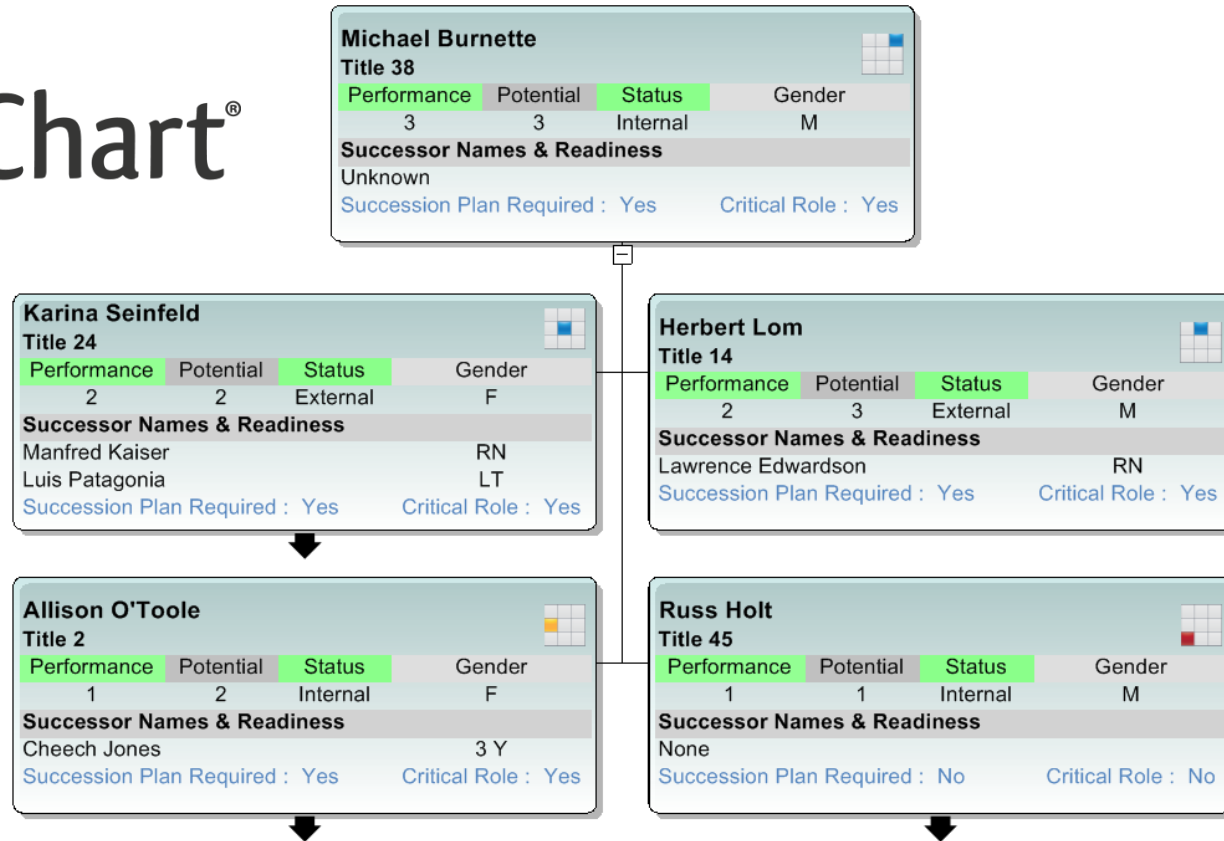 Chart®
Michael Burnette
Title 38
Performance Potential Status Gender
3 3 Internal M
Successor Names & Readiness
Unknown
Succession Plan Required : Yes Critical Role : Yes
Karina Seinfeld
Title 24
Performance Potential Status Gender
2 2 External F
Successor Names & Readiness
Manfred Kaiser RN
Luis Patagonia LT
Succession Plan Required : Yes Critical Role : Yes
Herbert Lom
Title 14
Performance Potential Status Gender
2 3 External M
Successor Names & Readiness
Lawrence Edwardson RN
Succession Plan Required : Yes Critical Role : Yes
Allison O'Toole
Title 2
Performance Potential Status Gender
1 2 Internal F
Successor Names & Readiness
Cheech Jones 3 Y
Succession Plan Required : Yes Critical Role : Yes
Russ Holt
Title 45
Performance Potential Status Gender
1 1 Internal M
Successor Names & Readiness
None
Succession Plan Required : No Critical Role : No